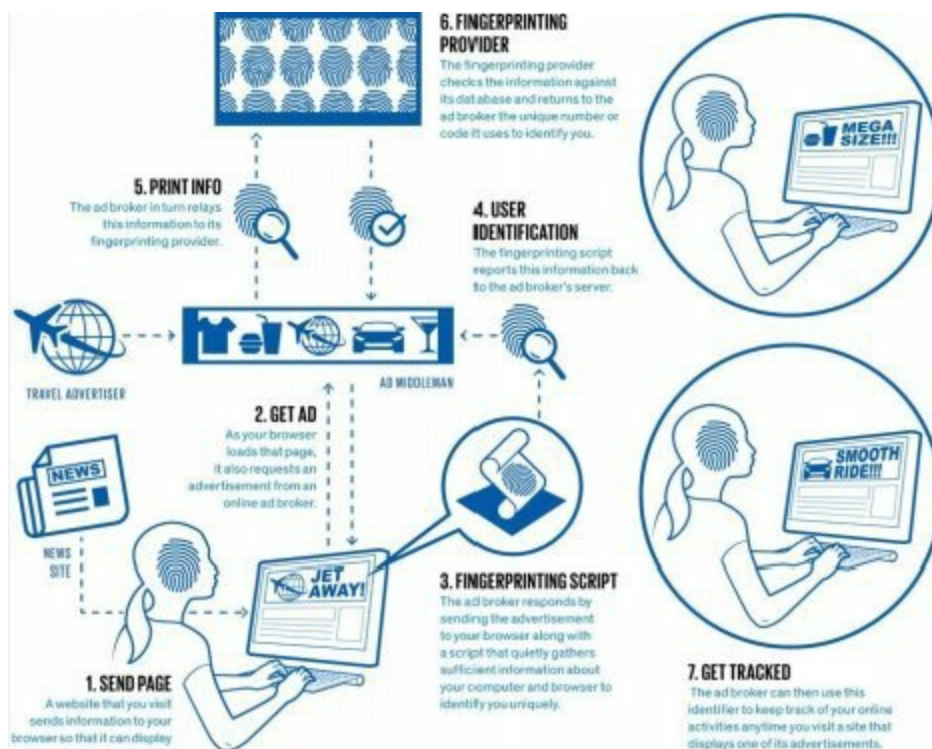 6. FINGERPRINTING
PROVIDER
The fingerprinting provider
checks the information against
its database and returns to the
ad broker the unique number or
code it uses to identify you.
MEGA
SIZE!!!
5. PRINT INFO
The ad broker in turn relays
this information to its
fingerprinting provider.
4. USER
IDENTIFICATION
The fingerprinting script
reports this information back
to the ad broker's server.
TRAVEL ADVERTISER
AD MIDDLEMAN
2. GET AD
As your browser
loads that page,
it also requests an
advertisement from an
online ad broker.
NEWS
NEWS
SITE
JET
AWAY!
SMOOTH
RIDE!!!
3. FINGERPRINTING SCRIPT
The ad broker responds by
sending the advertisement
to your browser along with
a script that quietly gathers
sufficient information about
your computer and browser to
identify you uniquely.
1. SEND PAGE
A website that you visit
sends information to your
browser so that it can display
7. GET TRACKED
The ad broker can then use this
identifier to keep track of your online
activities anytime you visit a site that
displays one of its advertisements.